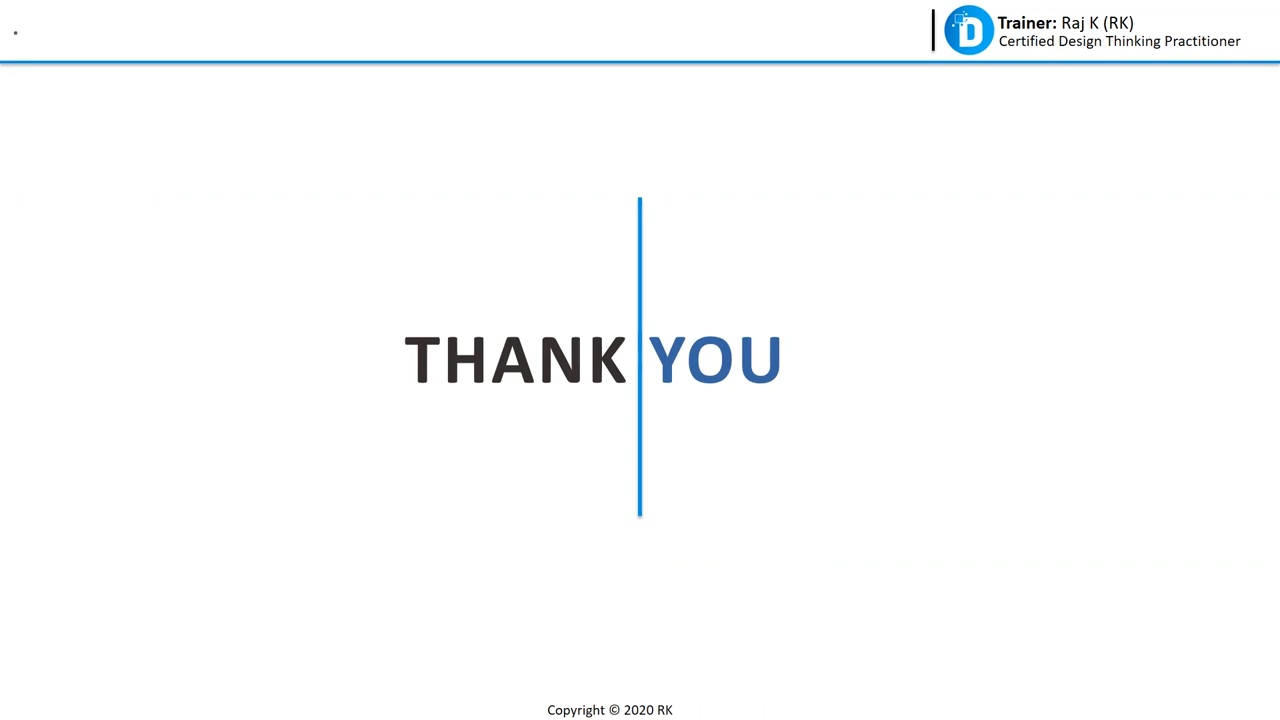 Trainer: Raj K (RK)
Certified Design Thinking Practitioner
THANK YOU
Copyright © 2020 RK